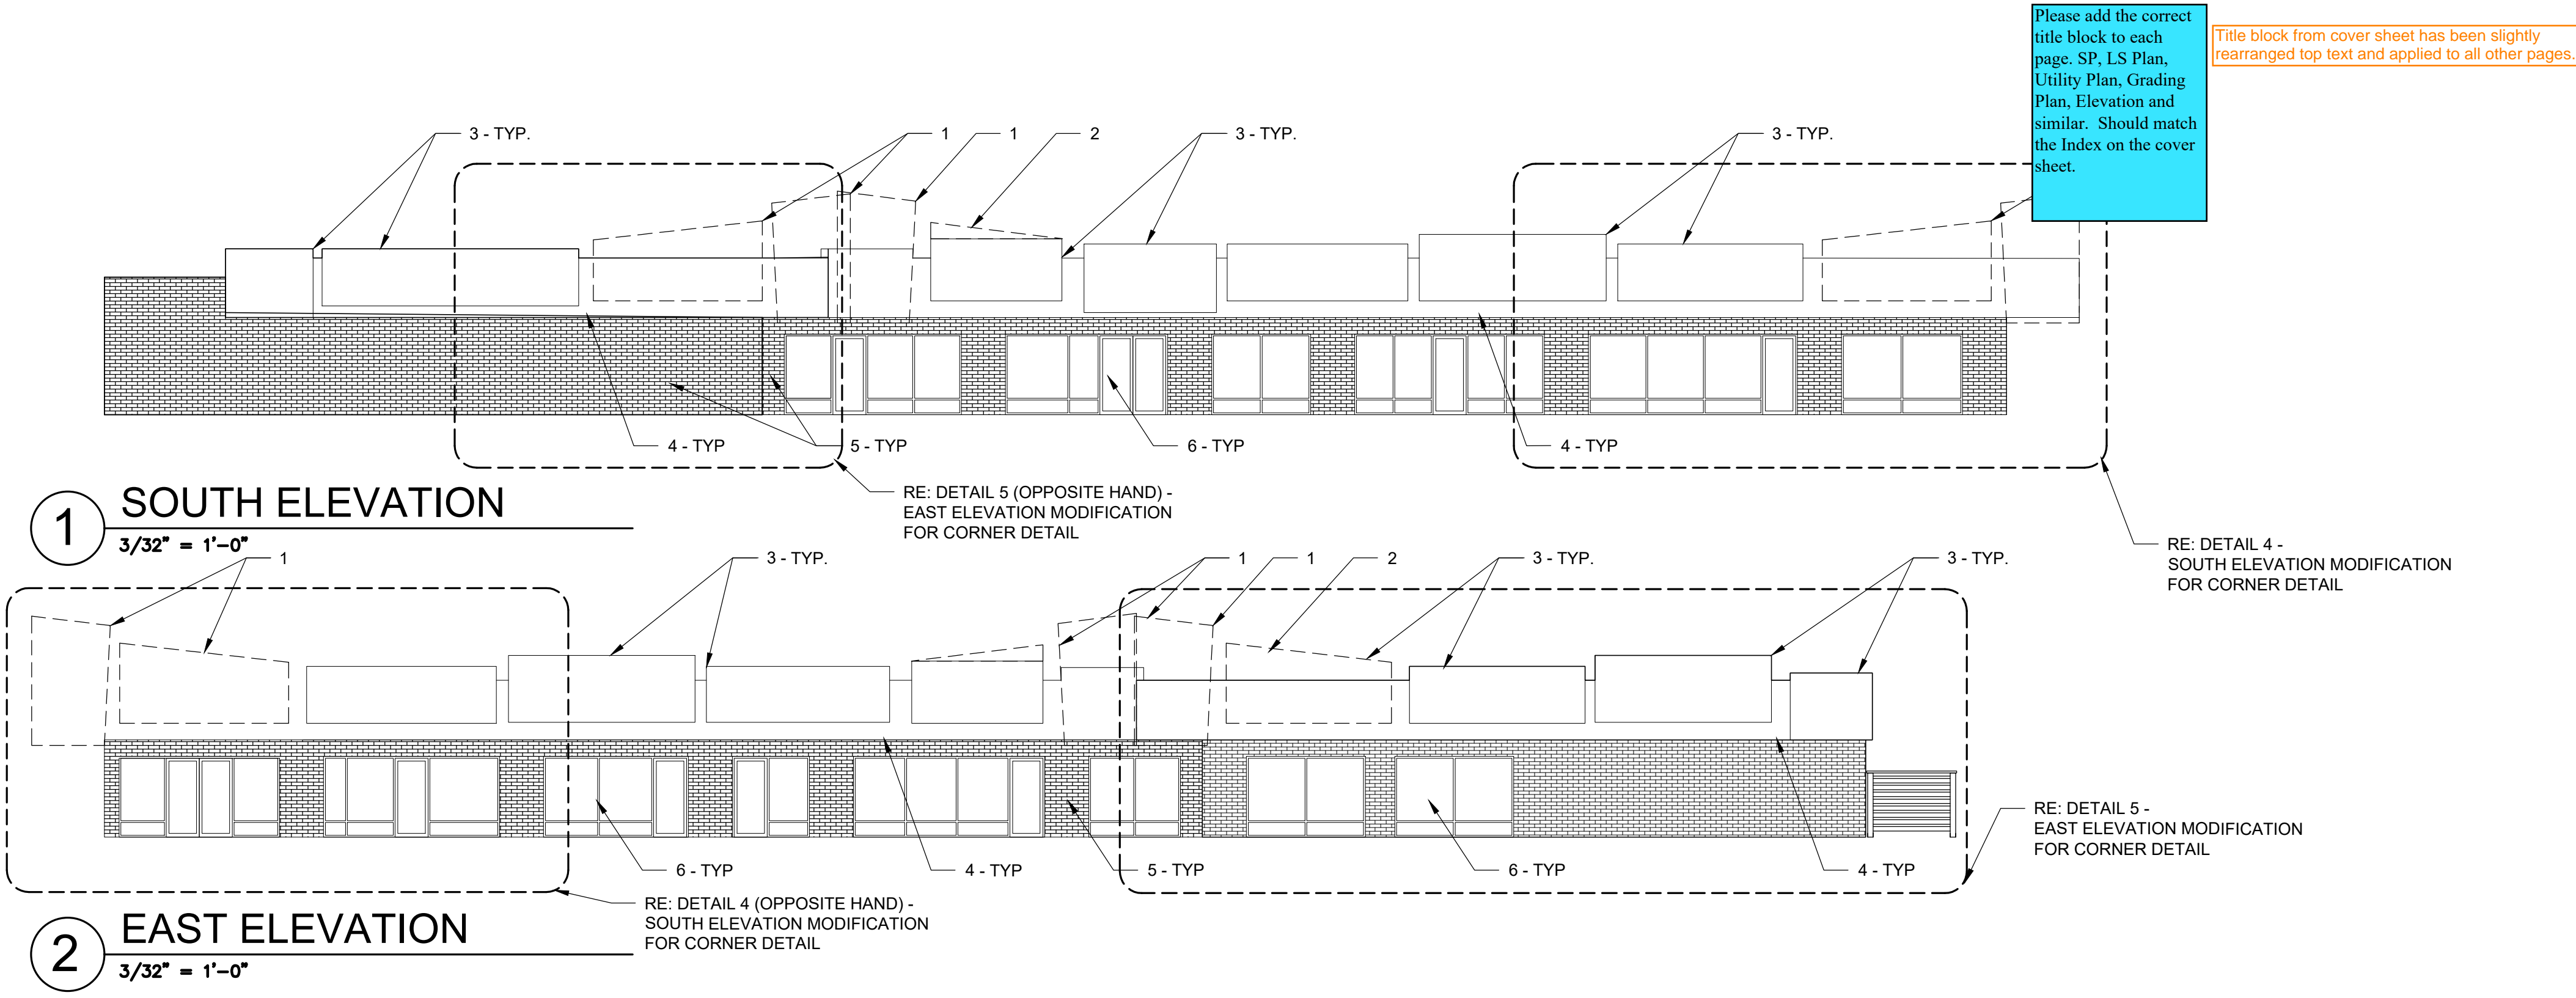 Please add the correct
title block to each
page. SP, LS Plan,
Utility Plan, Grading
Plan, Elevation and
similar.  Should match
the Index on the cover
sheet.
Title block from cover sheet has been slightly
rearranged top text and applied to all other pages.
3 - TYP.
1
1
2
3 - TYP.
3 - TYP.
4 - TYP
5 - TYP
6 - TYP
4 - TYP
RE: DETAIL 5 (OPPOSITE HAND) -
EAST ELEVATION MODIFICATION
FOR CORNER DETAIL
RE: DETAIL 4 -
SOUTH ELEVATION MODIFICATION
FOR CORNER DETAIL
1
SOUTH ELEVATION
3/32" = 1'-0"
1
3 - TYP.
1
1
2
3 - TYP.
3 - TYP.
6 - TYP
4 - TYP
5 - TYP
6 - TYP
4 - TYP
RE: DETAIL 5 -
EAST ELEVATION MODIFICATION
FOR CORNER DETAIL
RE: DETAIL 4 (OPPOSITE HAND) -
SOUTH ELEVATION MODIFICATION
FOR CORNER DETAIL
2
EAST ELEVATION
3/32" = 1'-0"